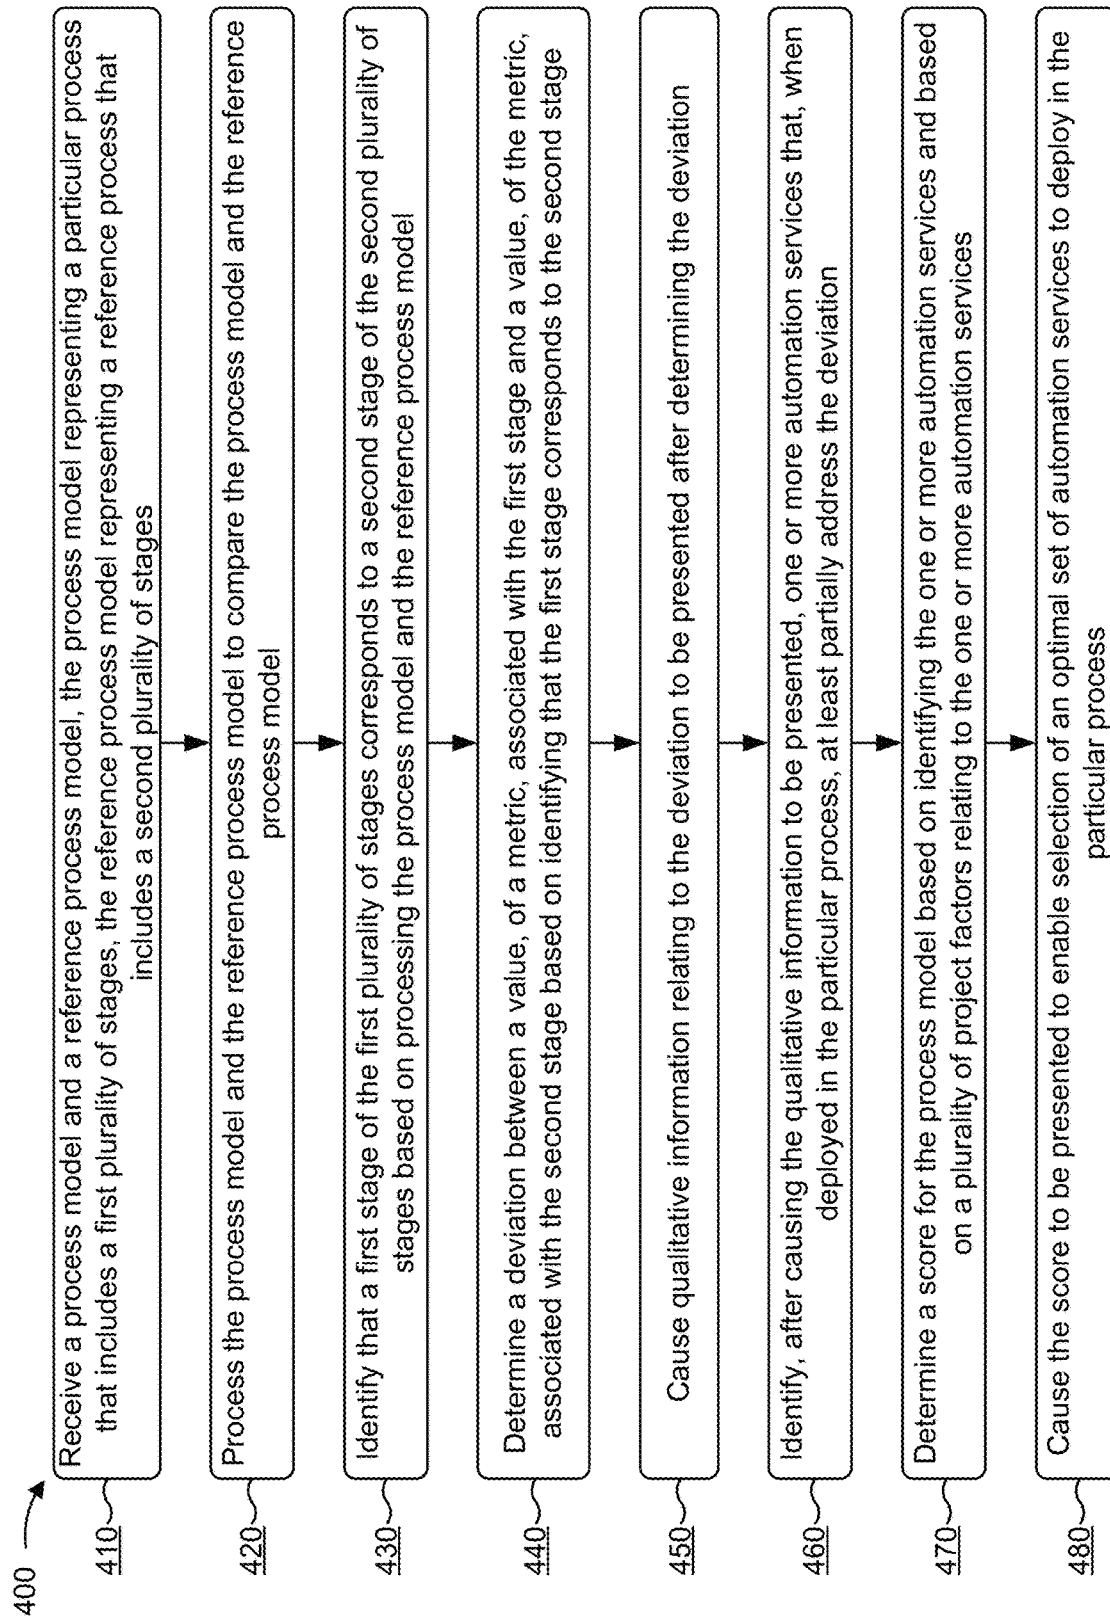 400
410
Receive a process model and a reference process model, the process model representing a particular process
that includes a first plurality of stages, the reference process model representing a reference process that
includes a second plurality of stages
420
Process the process model and the reference process model to compare the process model and the reference
process model
430
Identify that a first stage of the first plurality of stages corresponds to a second stage of the second plurality of
stages based on processing the process model and the reference process model
440
Determine a deviation between a value, of a metric, associated with the first stage and a value, of the metric,
associated with the second stage based on identifying that the first stage corresponds to the second stage
450
Cause qualitative information relating to the deviation to be presented after determining the deviation
460
Identify, after causing the qualitative information to be presented, one or more automation services that, when
deployed in the particular process, at least partially address the deviation
470
Determine a score for the process model based on identifying the one or more automation services and based
on a plurality of project factors relating to the one or more automation services
480
Cause the score to be presented to enable selection of an optimal set of automation services to deploy in the
particular process